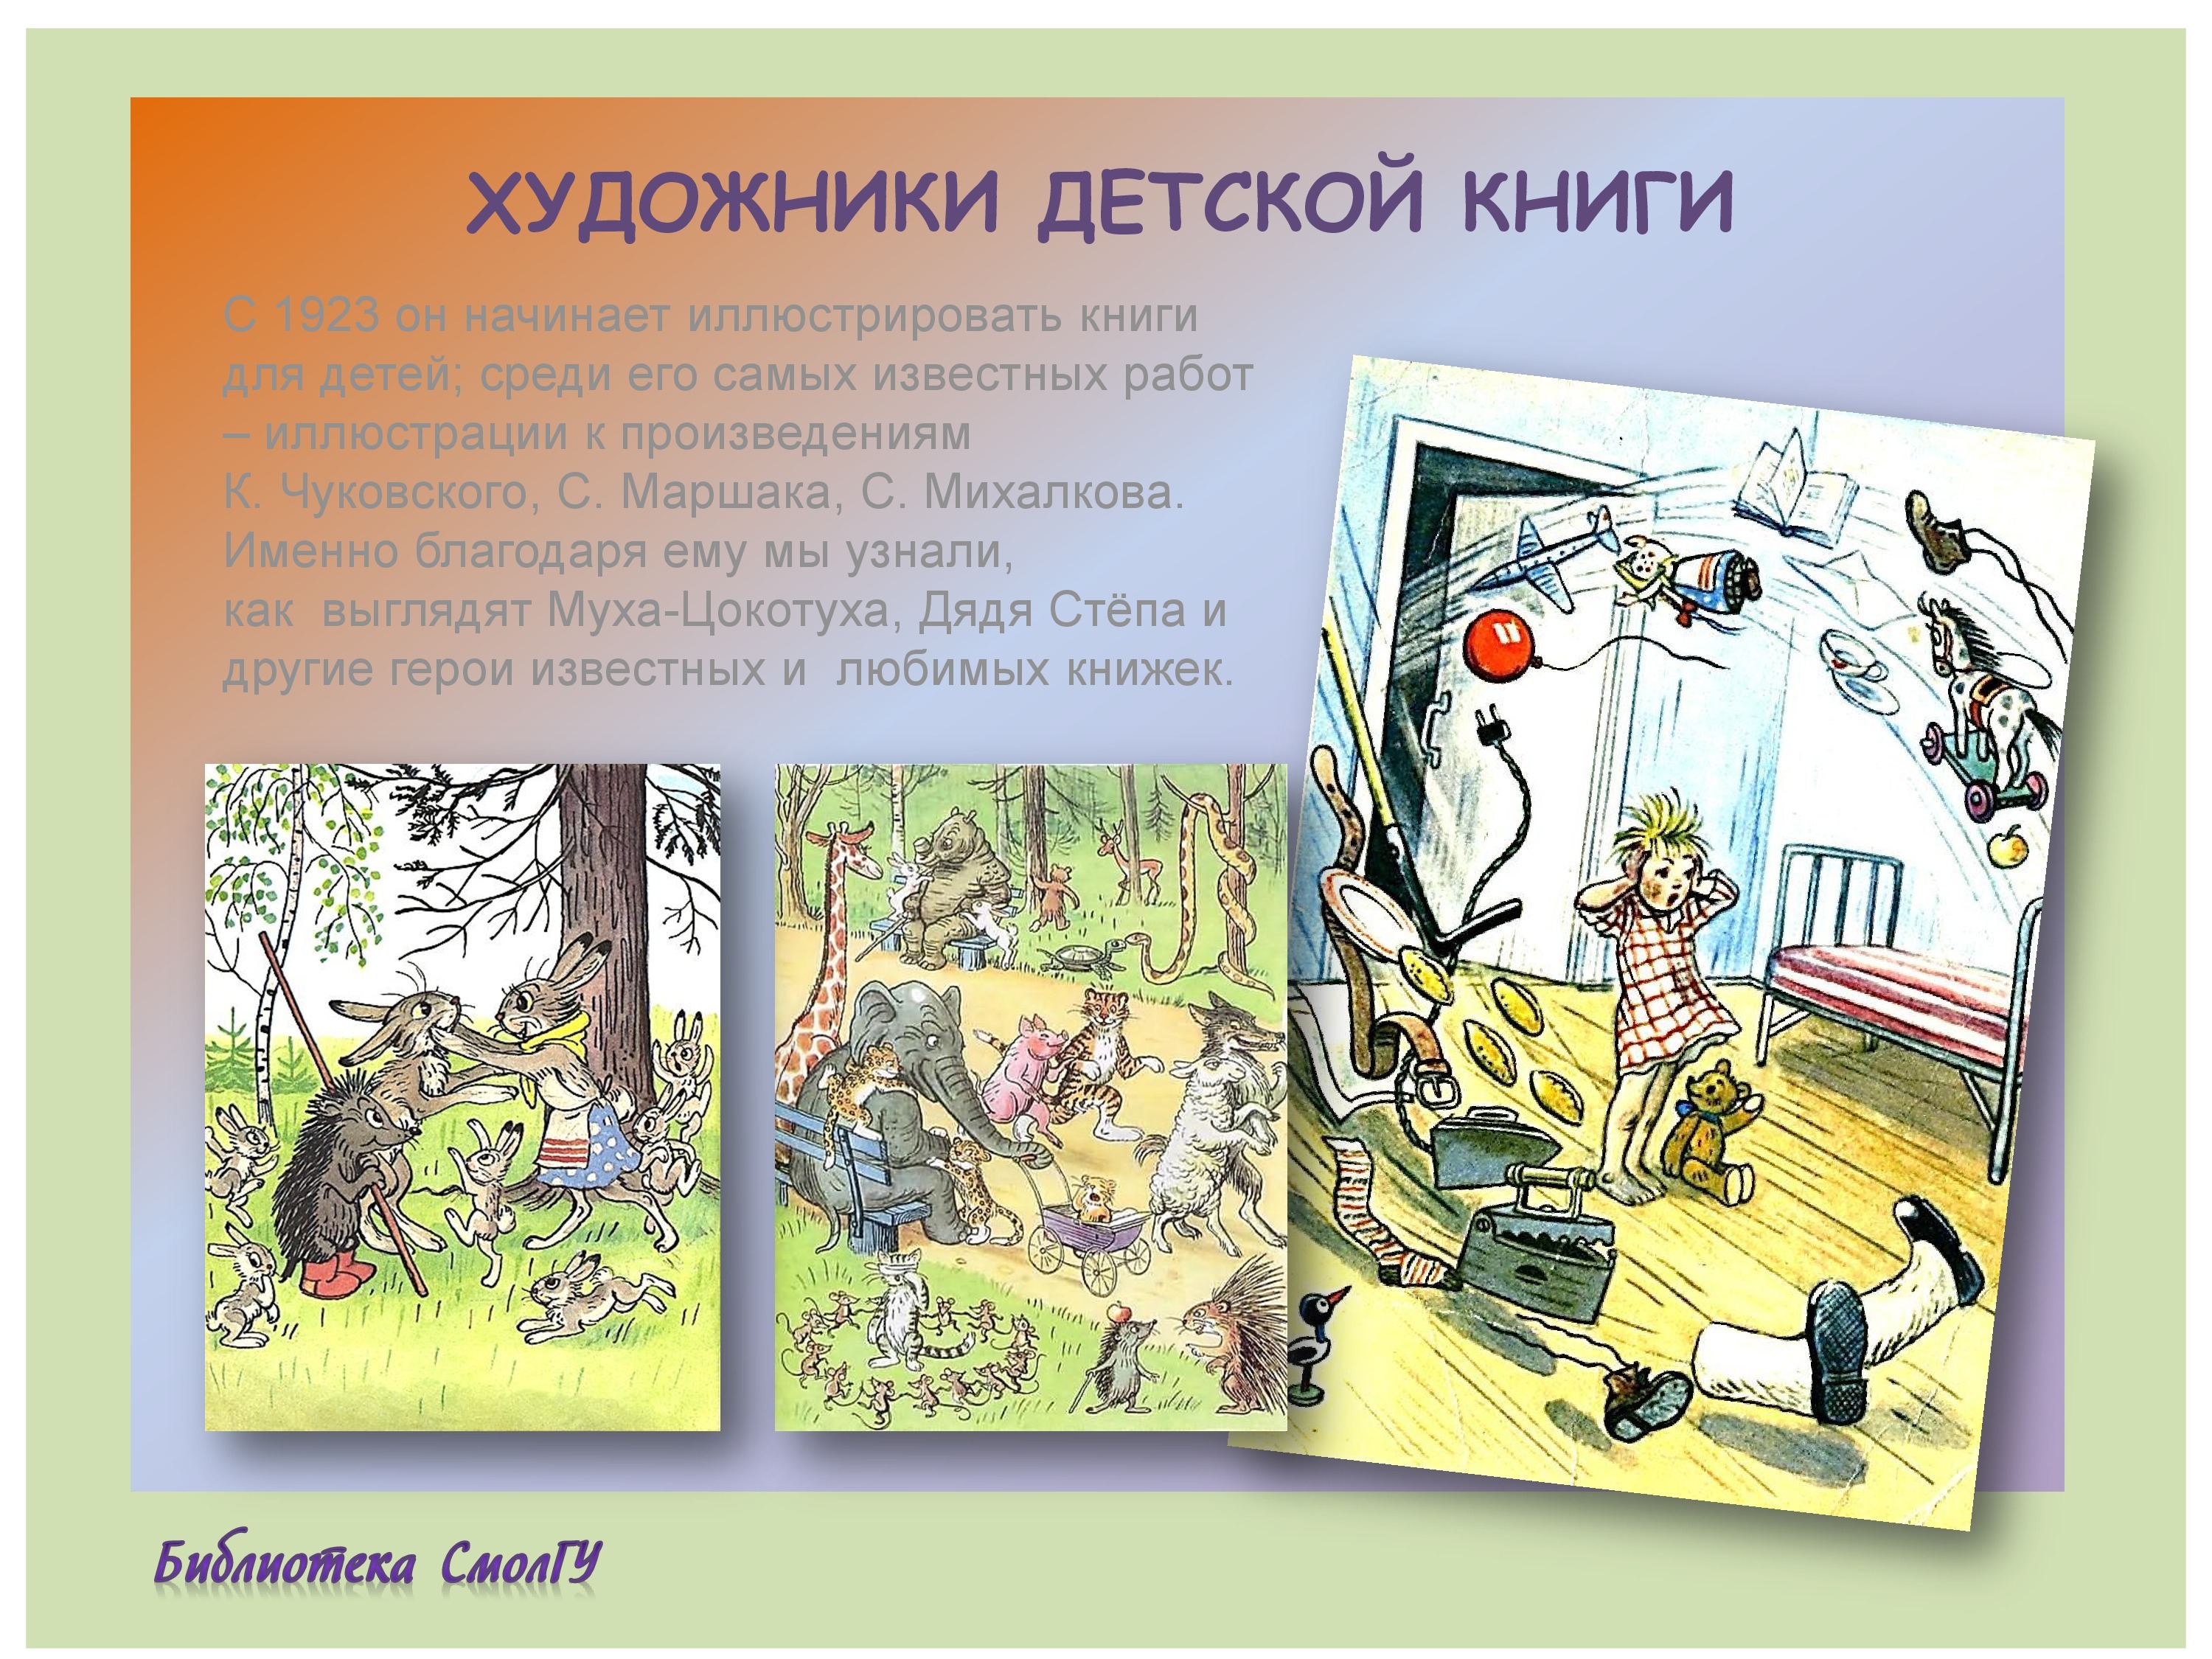 ХУДОЖНИКИ ДЕТСКОЙ КНИГИ
С 1923 он начинает иллюстрировать книги
для детей; среди его самых известных работ
– иллюстрации к произведениям
К. Чуковского, С. Маршака, С. Михалкова.
Именно благодаря ему мы узнали,
как  выглядят Муха-Цокотуха, Дядя Стёпа и
другие герои известных и  любимых книжек.
Библиотека СмолГУ